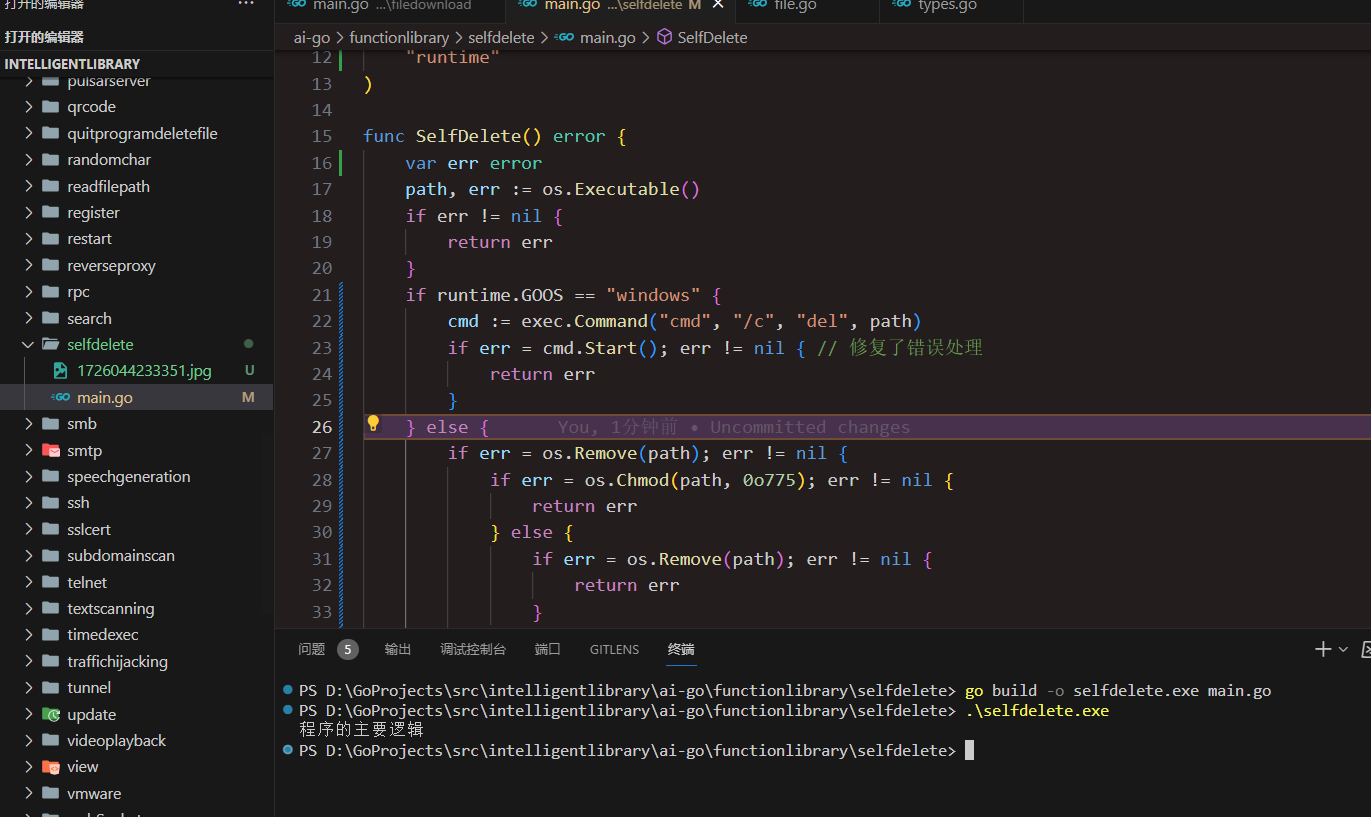 打开的编辑器
main.go ...\filedownload
main.go ...\selfdelete M
file.go
types.go
打开的编辑器
ai-go > functionlibrary > selfdelete > main.go > SelfDelete
INTELLIGENTLIBRARY
pulsarserver
qrcode
quitprogramdeletefile
randomchar
readfilepath
register
restart
reverseproxy
rpc
search
selfdelete
1726044233351.jpg U
main.go M
smb
smtp
speechgeneration
ssh
sslcert
subdomainscan
telnet
textscanning
timedexec
traffichijacking
tunnel
update
videoplayback
view
vmware
12 "runtime"
13 )
14
15 func SelfDelete() error {
16 var err error
17 path, err := os.Executable()
18 if err != nil {
19 return err
20 }
21 if runtime.GOOS == "windows" {
22 cmd := exec.Command("cmd", "/c", "del", path)
23 if err = cmd.Start(); err != nil { // 修复了错误处理
24 return err
25 }
26 } else { You, 1分钟前 • Uncommitted changes
27 if err = os.Remove(path); err != nil {
28 if err = os.Chmod(path, 0o775); err != nil {
29 return err
30 } else {
31 if err = os.Remove(path); err != nil {
32 return err
33 }
问题 5 输出 调试控制台 端口 GITLENS 终端
PS D:\GoProjects\src\intelligentlibrary\ai-go\functionlibrary\selfdelete> go build -o selfdelete.exe main.go
PS D:\GoProjects\src\intelligentlibrary\ai-go\functionlibrary\selfdelete> .\selfdelete.exe
程序的主要逻辑
PS D:\GoProjects\src\intelligentlibrary\ai-go\functionlibrary\selfdelete>